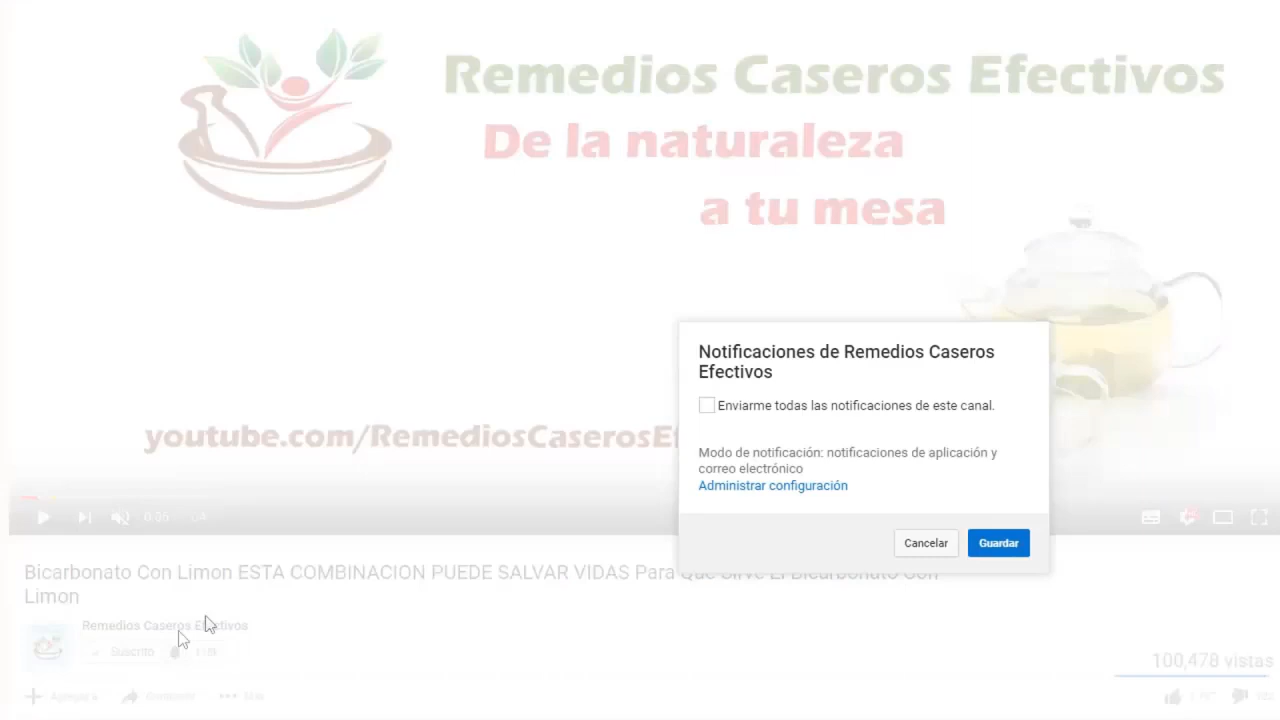 Remedios Caseros Efectivos
De la naturaleza
a tu mesa
youtube.com/RemediosCaserosEf
Notificaciones de Remedios Caseros
Efectivos
Enviarme todas las notificaciones de este canal.
Modo de notificación: notificaciones de aplicación y
correo electrónico
Administrar configuración
Cancelar
Guardar
Bicarbonato Con Limon ESTA COMBINACION PUEDE SALVAR VIDAS Para Que Sirve El Bicarbonato Con
Limon
Remedios Caseros Efectivos
Suscrito
100,478 vistas